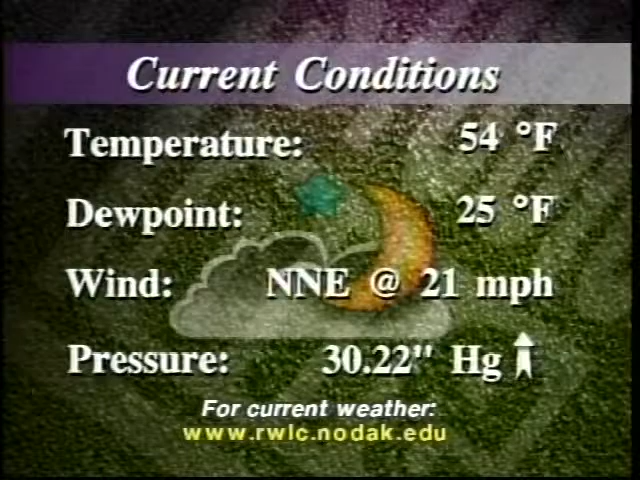 Current Conditions
Temperature: 54 °F
Dewpoint: 25 °F
Wind: NNE @ 21 mph
Pressure: 30.22" Hg
For current weather:
www.rwic.nodak.edu